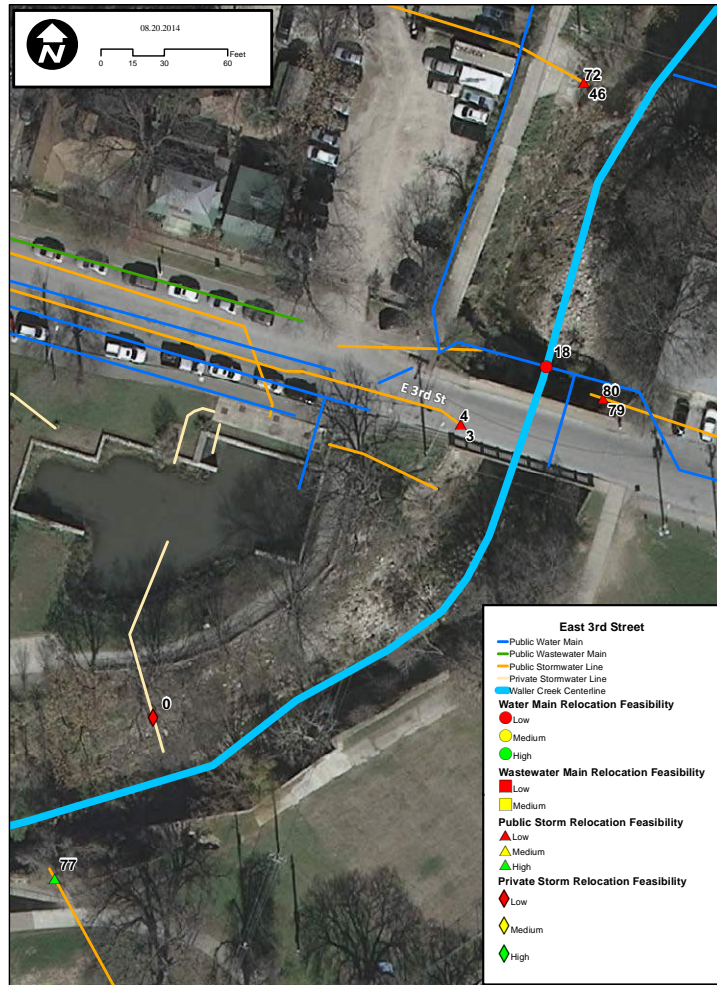 N
08.20.2014
0 15 30 60
Feet
72
46
18
80
79
E 3rd St
4
3
0
77
East 3rd Street
Public Water Main
Public Wastewater Main
Public Stormwater Line
Private Stormwater Line
Waller Creek Centerline
Water Main Relocation Feasibility
Low
Medium
High
Wastewater Main Relocation Feasibility
Low
Medium
Public Storm Relocation Feasibility
Low
Medium
High
Private Storm Relocation Feasibility
Low
Medium
High